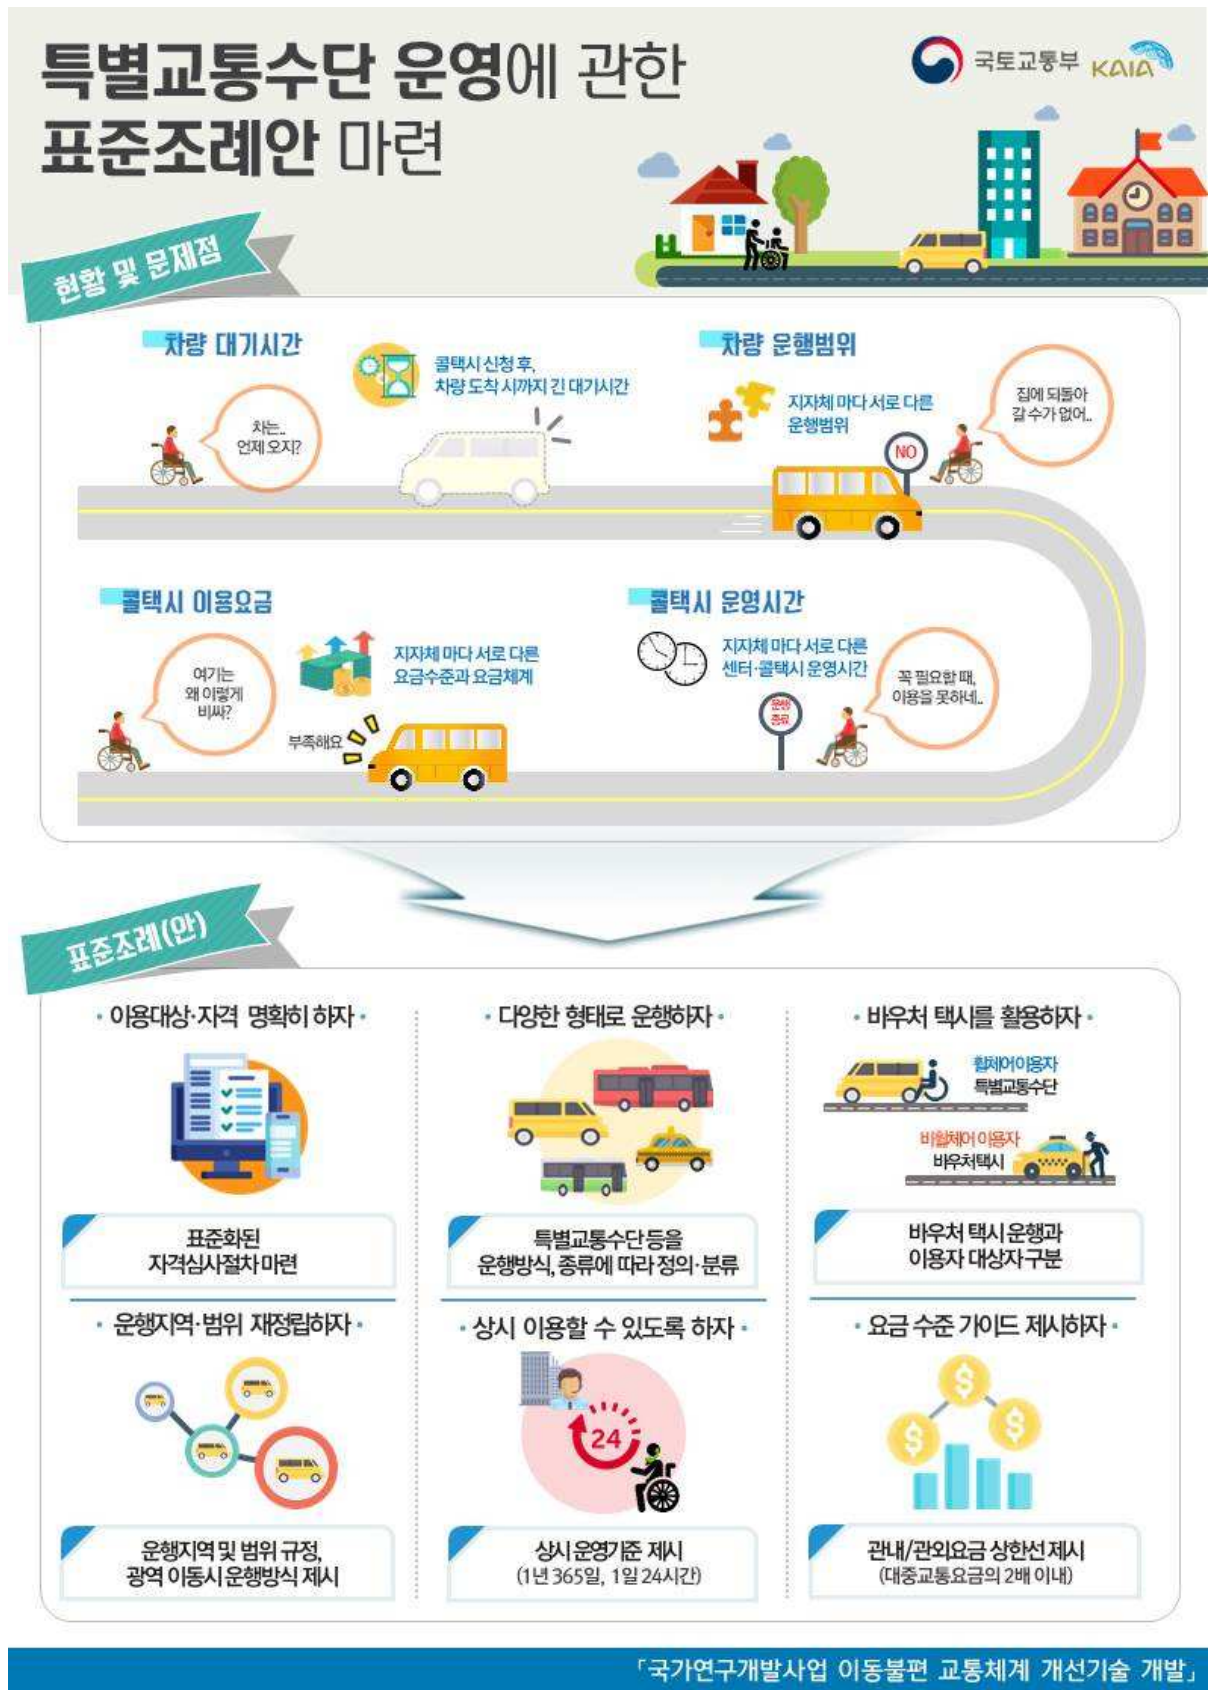 특별교통수단 운영에 관한
표준조례안 마련
국토교통부 KAIA
현황 및 문제점
차량 대기시간
콜택시 신청 후,
차량 도착 시까지 긴 대기시간
차는..
언제 오지?
차량 운행범위
지자체 마다 서로 다른
운행범위
집에 되돌아
갈 수가 없어..
NO
콜택시 이용요금
지자체 마다 서로 다른
요금수준과 요금체계
여기는
왜 이렇게
비싸?
부족해요
콜택시 운영시간
지자체 마다 서로 다른
센터·콜택시 운영시간
꼭 필요할 때,
이용을 못하네..
운행
종료
표준조례(안)
· 이용대상·자격 명확히 하자 ·
표준화된
자격심사절차 마련
· 다양한 형태로 운행하자 ·
특별교통수단 등을
운행방식, 종류에 따라 정의·분류
· 바우처 택시를 활용하자 ·
휠체어 이용자
특별교통수단
비휠체어 이용자
바우처택시
바우처 택시 운행과
이용자 대상자 구분
· 운행지역·범위 재정립하자 ·
운행지역 및 범위 규정,
광역 이동시 운행방식 제시
· 상시 이용할 수 있도록 하자 ·
24
상시 운영기준 제시
(1년 365일, 1일 24시간)
· 요금 수준 가이드 제시하자 ·
관내/관외요금 상한선 제시
(대중교통요금의 2배 이내)
「국가연구개발사업 이동불편 교통체계 개선기술 개발」